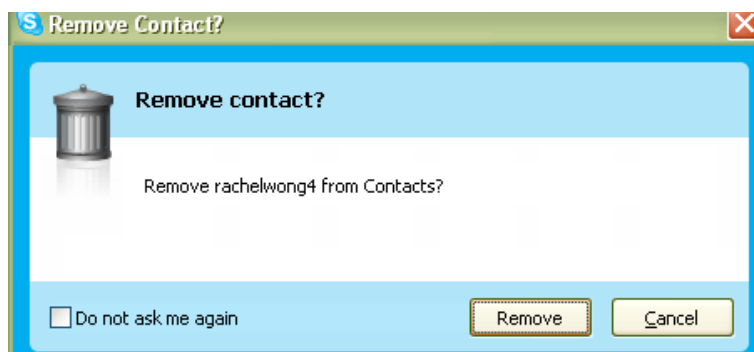 Remove Contact?
Remove contact?
Remove rachelwong4 from Contacts?
Do not ask me again
Remove
Cancel